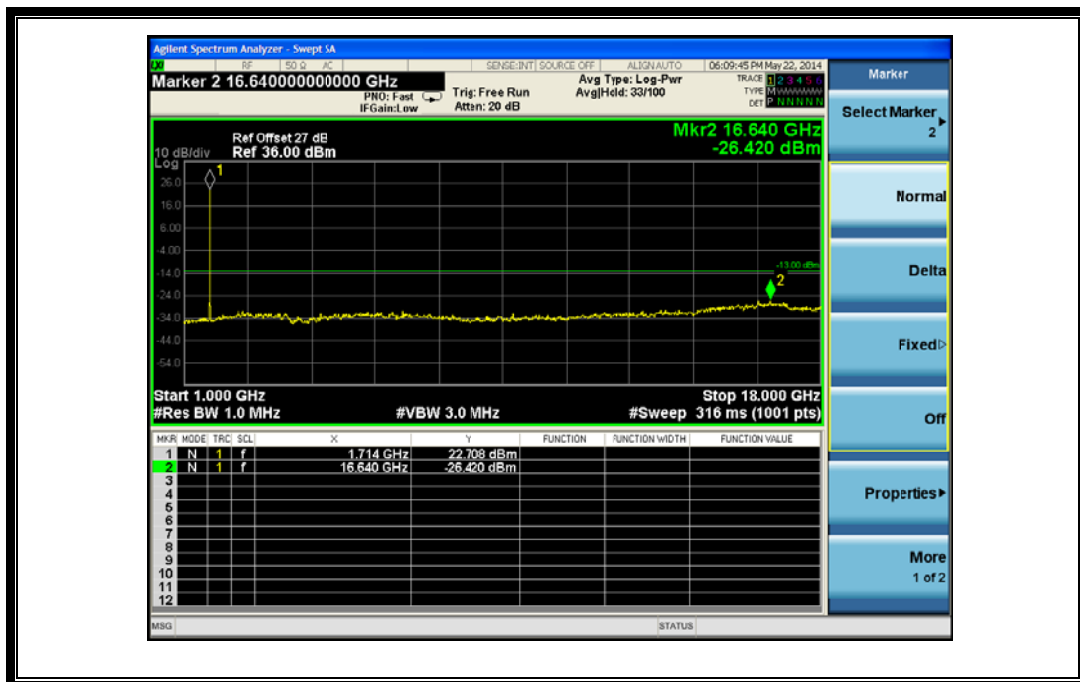 Agilent Spectrum Analyzer - Swept SA
LXI RF 50 Ω AC SENSE:INT SOURCE OFF ALIGN AUTO 06:09:45 PM May 22, 2014
Marker 2 16.640000000000 GHz
PNO: Fast
IFGain:Low
Trig: Free Run
Atten: 20 dB
Avg Type: Log-Pwr
Avg|Hold: 33/100
TRACE 1 2 3 4 5 6
TYPE M W W W W W
DET P N N N N N
Ref Offset 27 dB
Ref 36.00 dBm
10 dB/div
Log
Mkr2 16.640 GHz
-26.420 dBm
1
26.0
16.0
6.00
-4.00
-13.00 dBm
-14.0
2
-24.0
-34.0
-44.0
-54.0
Start 1.000 GHz
Stop 18.000 GHz
#Res BW 1.0 MHz
#VBW 3.0 MHz
#Sweep 316 ms (1001 pts)
MKR MODE TRC SCL X Y FUNCTION FUNCTION WIDTH FUNCTION VALUE
1 N 1 f 1.714 GHz 22.708 dBm
2 N 1 f 16.640 GHz -26.420 dBm
3
4
5
6
7
8
9
10
11
12
MSG
STATUS
Marker
Select Marker
2
Normal
Delta
Fixed
Off
Properties
More
1 of 2